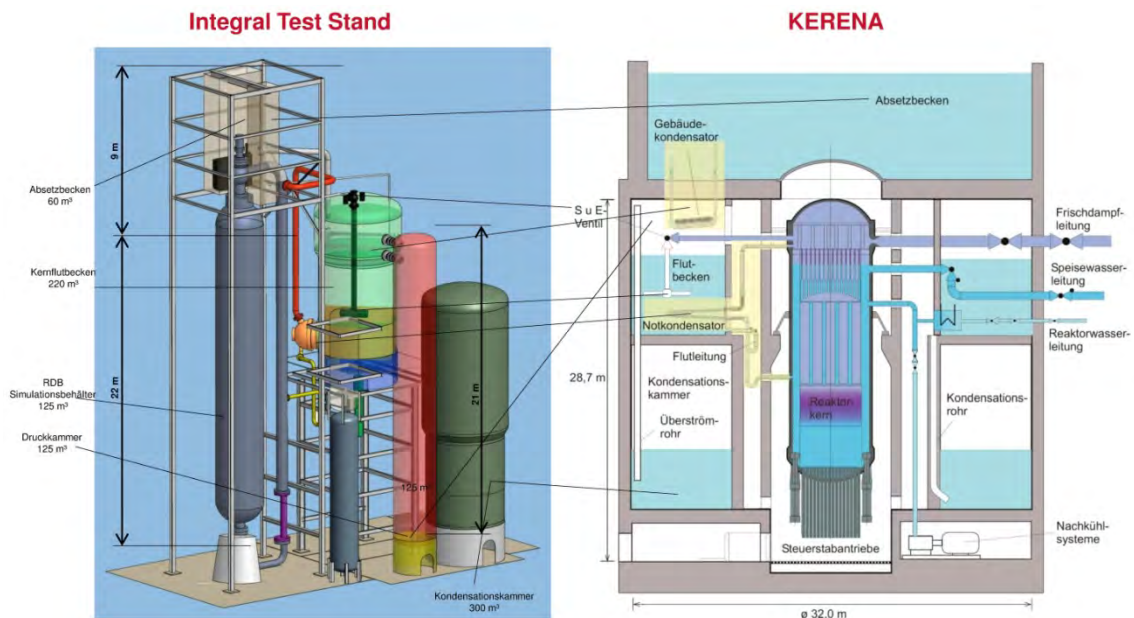 Integral Test Stand
KERENA
9 m
Absetzbecken
60 m³
Kernflutbecken
220 m³
22 m
RDB
Simulationsbehälter
125 m³
Druckkammer
125 m³
21 m
125 m
Kondensationskammer
300 m³
Absetzbecken
Gebäude-
kondensator
S u E-
Ventil
Flut-
becken
Notkondensator
Flutleitung
28,7 m
Kondensations-
kammer
Überström-
rohr
Reaktor
kern
Kondensations-
rohr
Frischdampf-
leitung
Speisewasser-
leitung
Reaktorwasser-
leitung
Steuerstabantriebe
Nachkühl-
systeme
ø 32,0 m